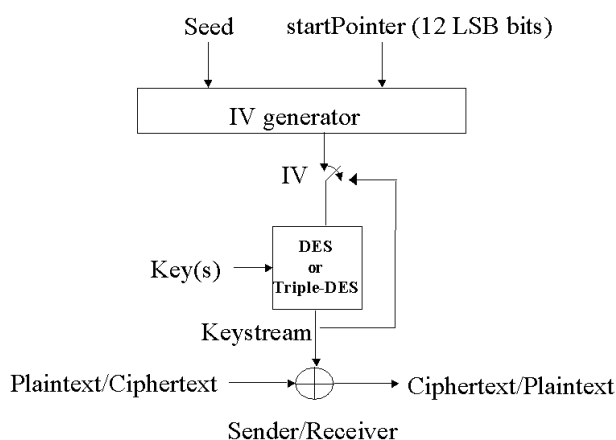 Seed
startPointer (12 LSB bits)
IV generator
IV
DES
or
Triple-DES
Key(s)
Keystream
Plaintext/Ciphertext
Ciphertext/Plaintext
Sender/Receiver